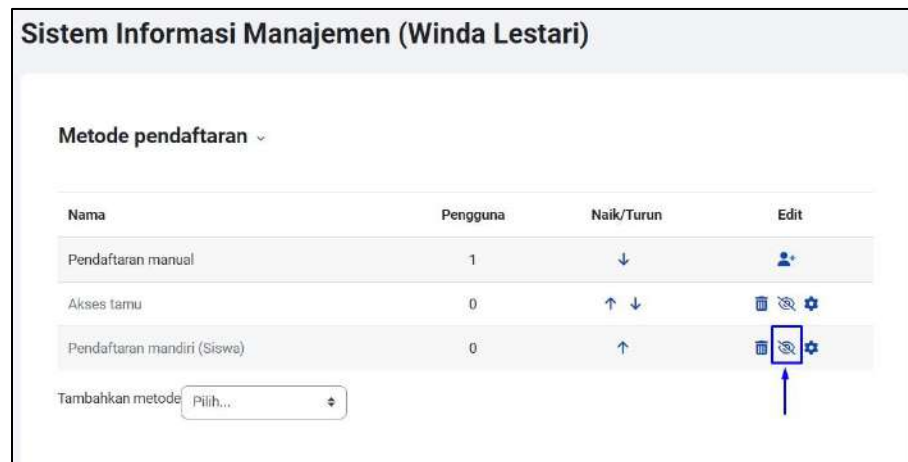 Sistem Informasi Manajemen (Winda Lestari)
Metode pendaftaran
Nama Pengguna Naik/Turun Edit
Pendaftaran manual 1
Akses tamu 0
Pendaftaran mandiri (Siswa) 0
Tambahkan metode Pilih...